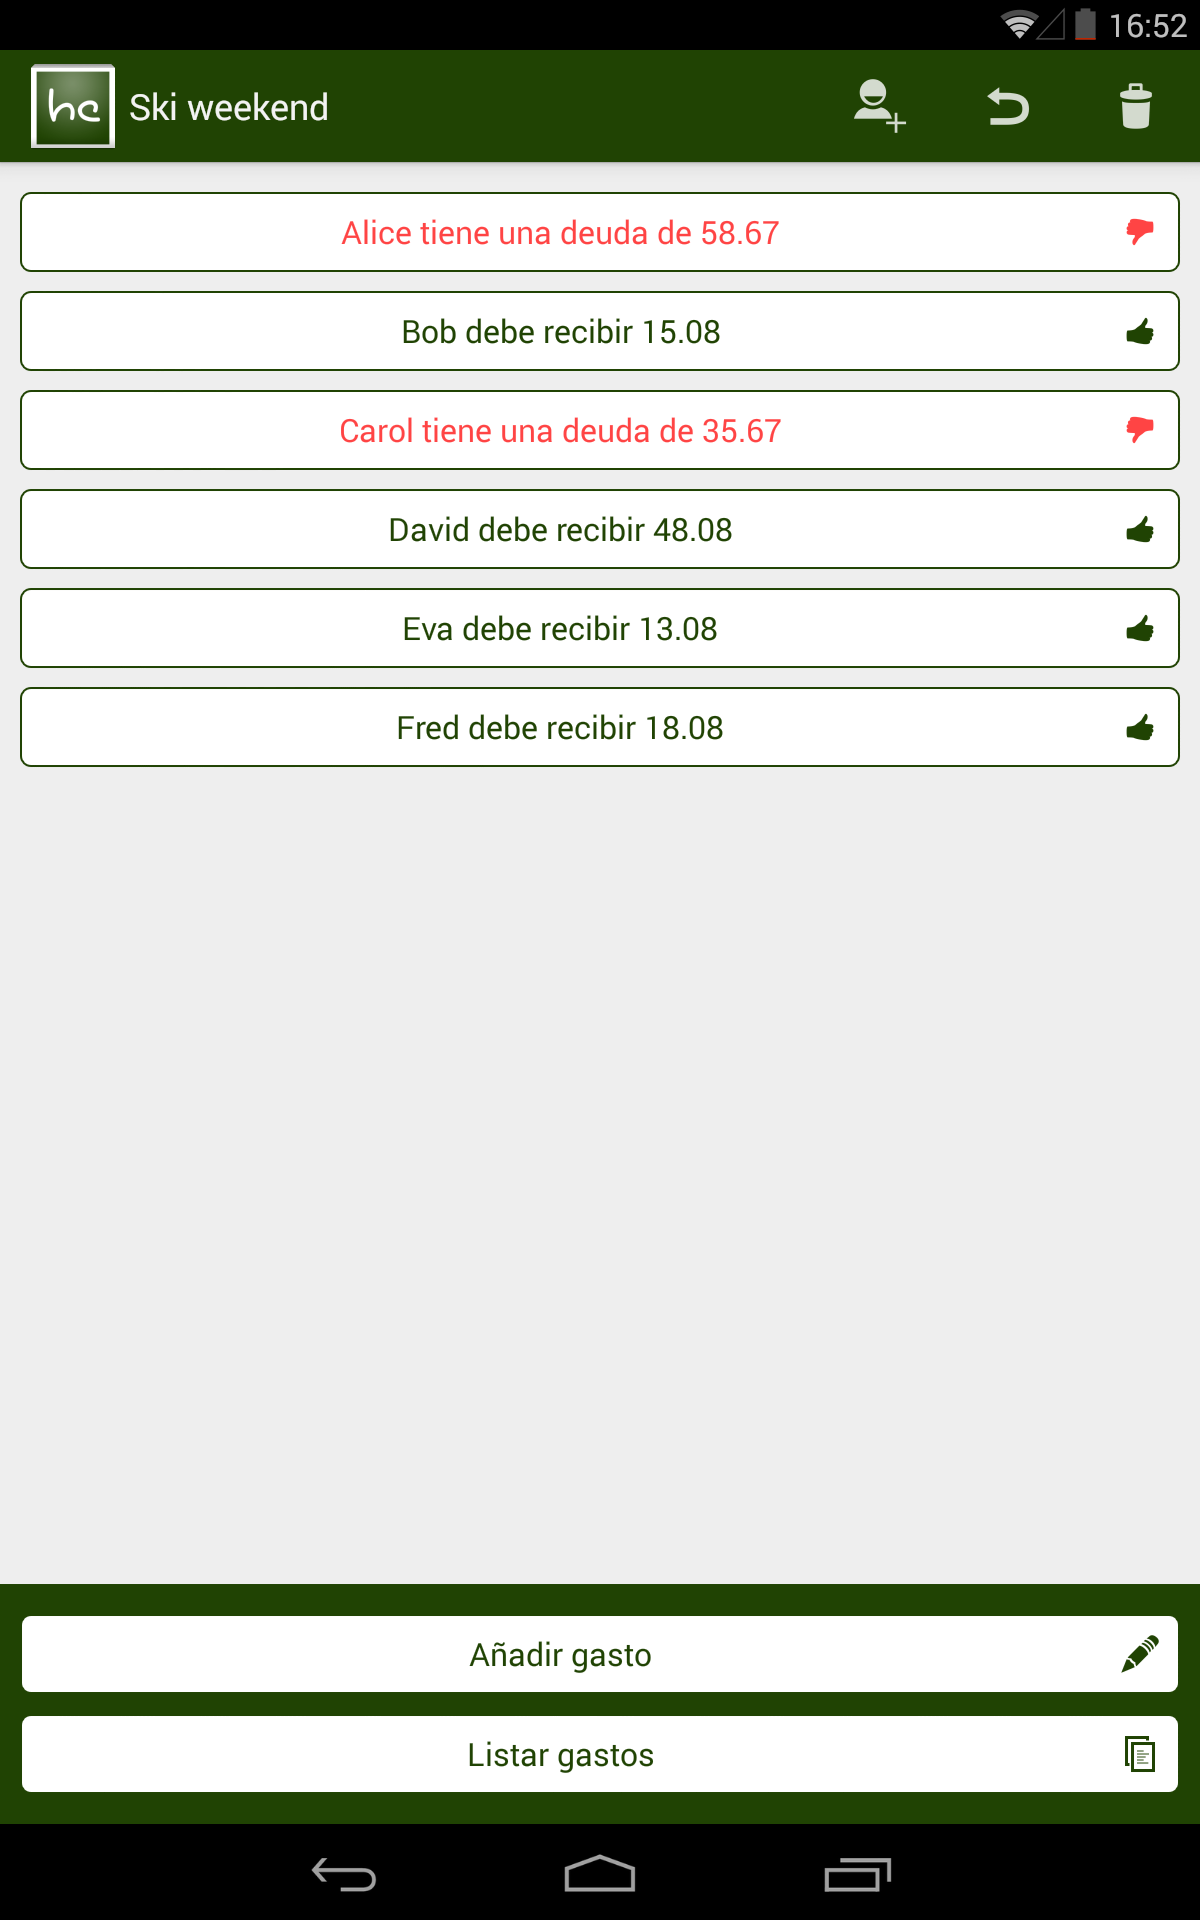 16:52
hc Ski weekend
Alice tiene una deuda de 58.67
Bob debe recibir 15.08
Carol tiene una deuda de 35.67
David debe recibir 48.08
Eva debe recibir 13.08
Fred debe recibir 18.08
Añadir gasto
Listar gastos